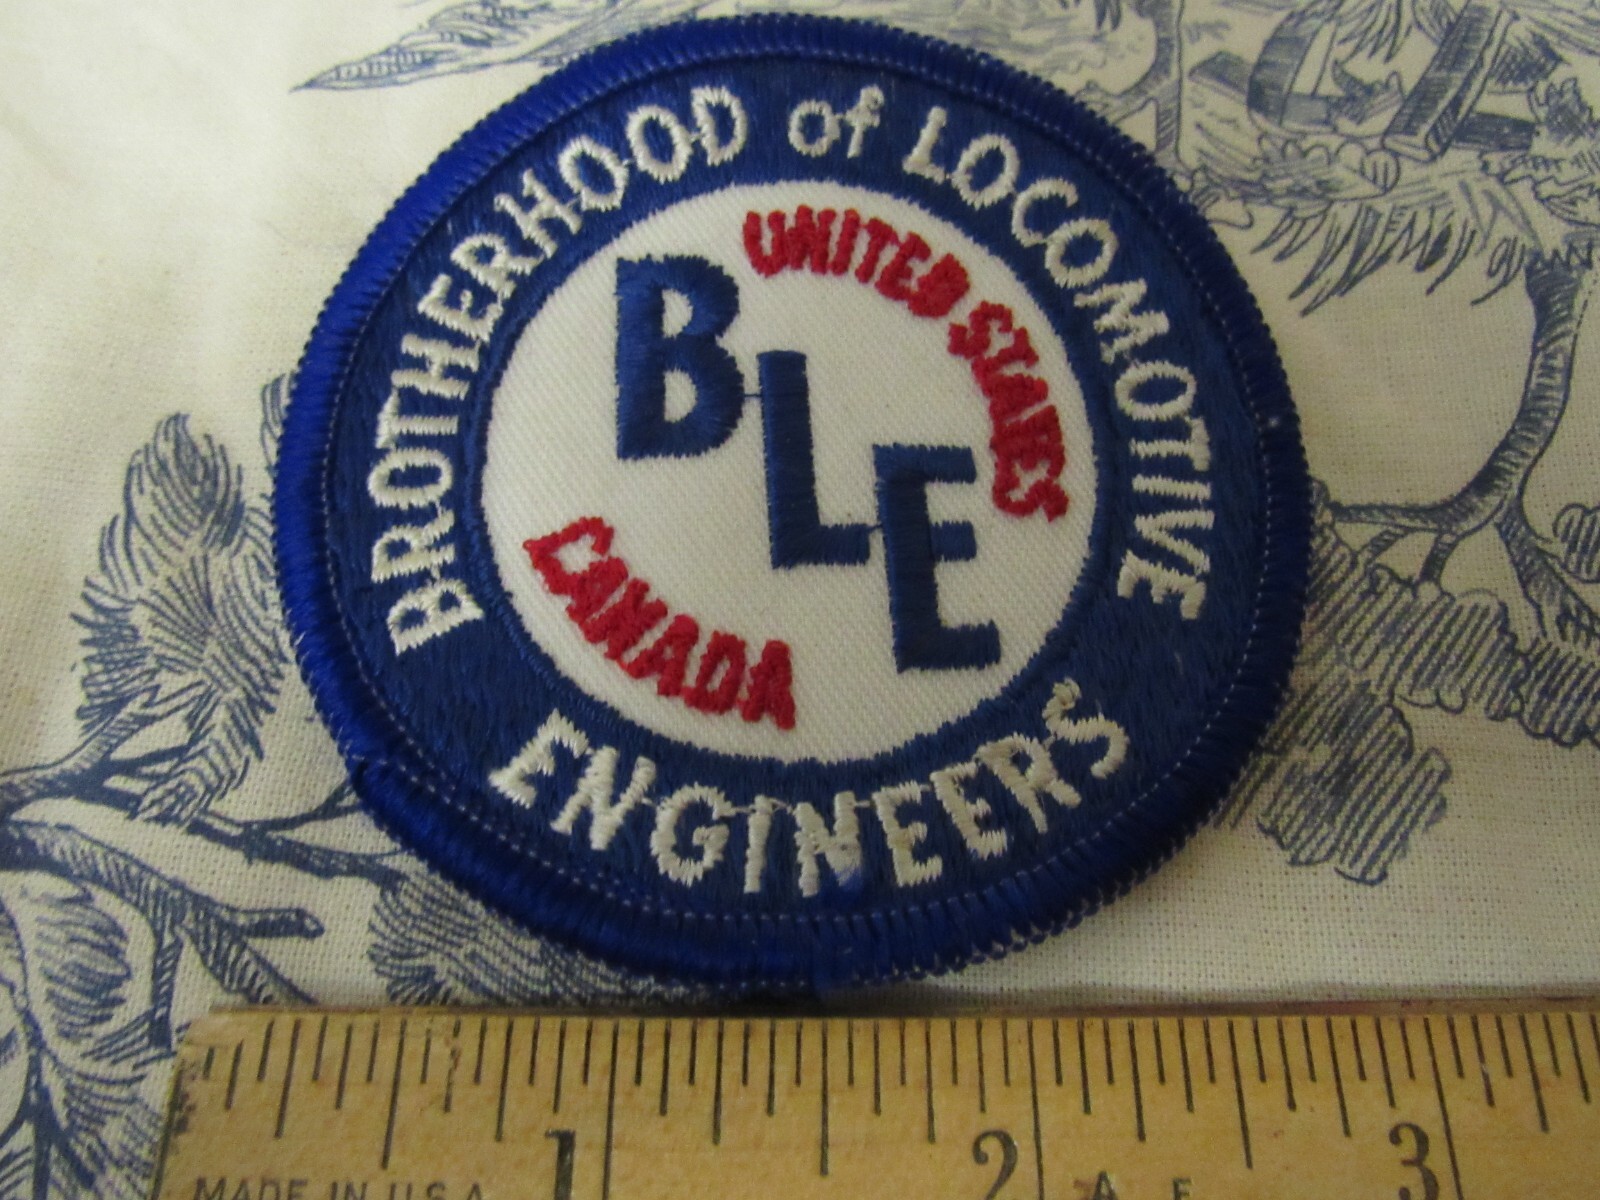 BROTHERHOOD of LOCOMOTIVE
ENGINEERS
UNITED STATES
BLE
CANADA
1 2 3
MADE IN U.S.A.